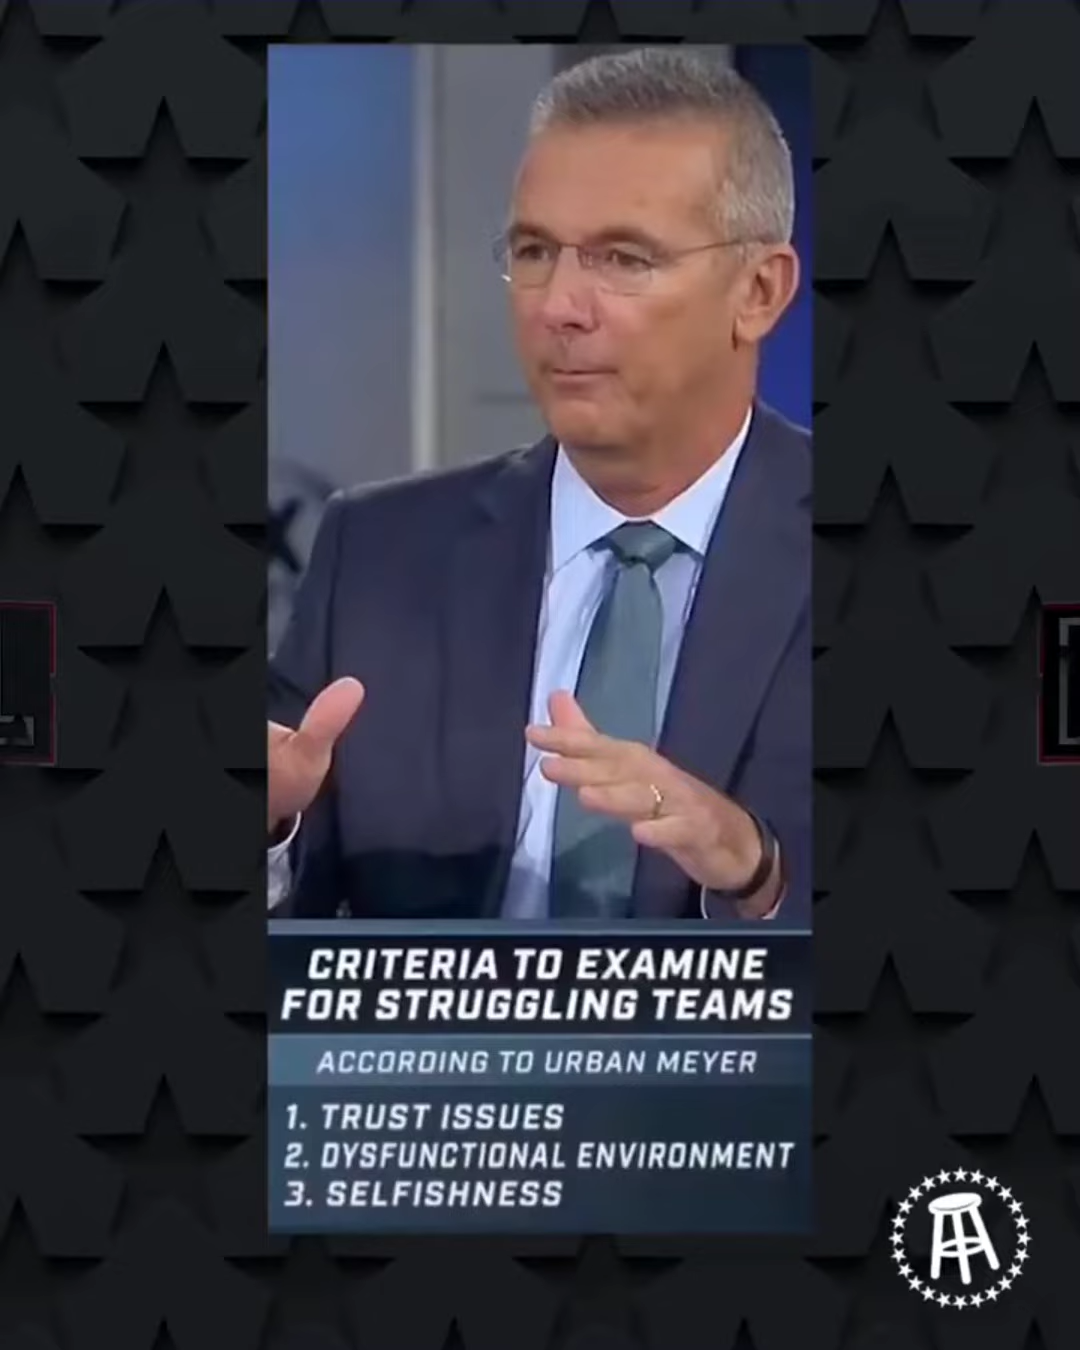 CRITERIA TO EXAMINE
FOR STRUGGLING TEAMS
ACCORDING TO URBAN MEYER
1. TRUST ISSUES
2. DYSFUNCTIONAL ENVIRONMENT
3. SELFISHNESS